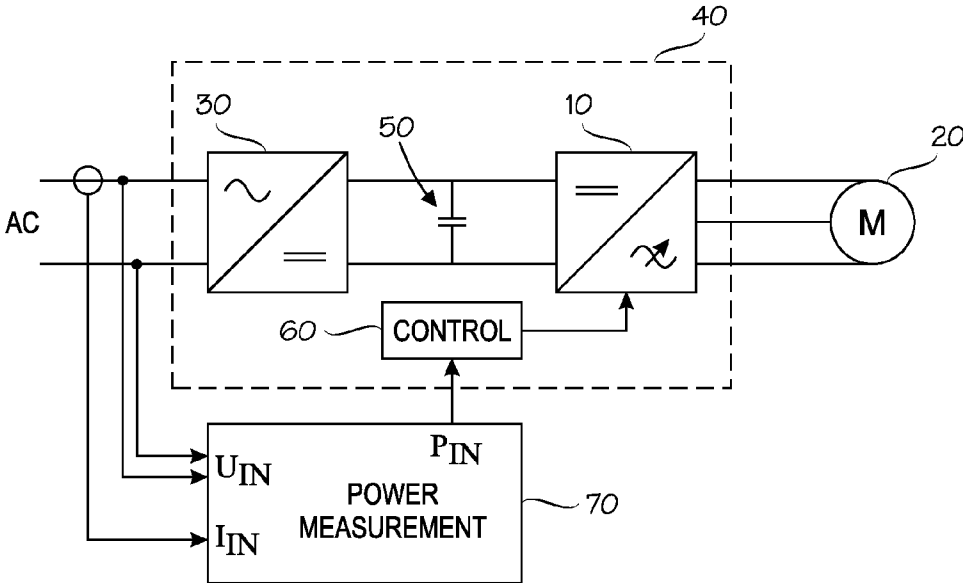 40
30
10
50
20
AC
M
60
CONTROL
PIN
UIN
POWER
MEASUREMENT
70
IIN